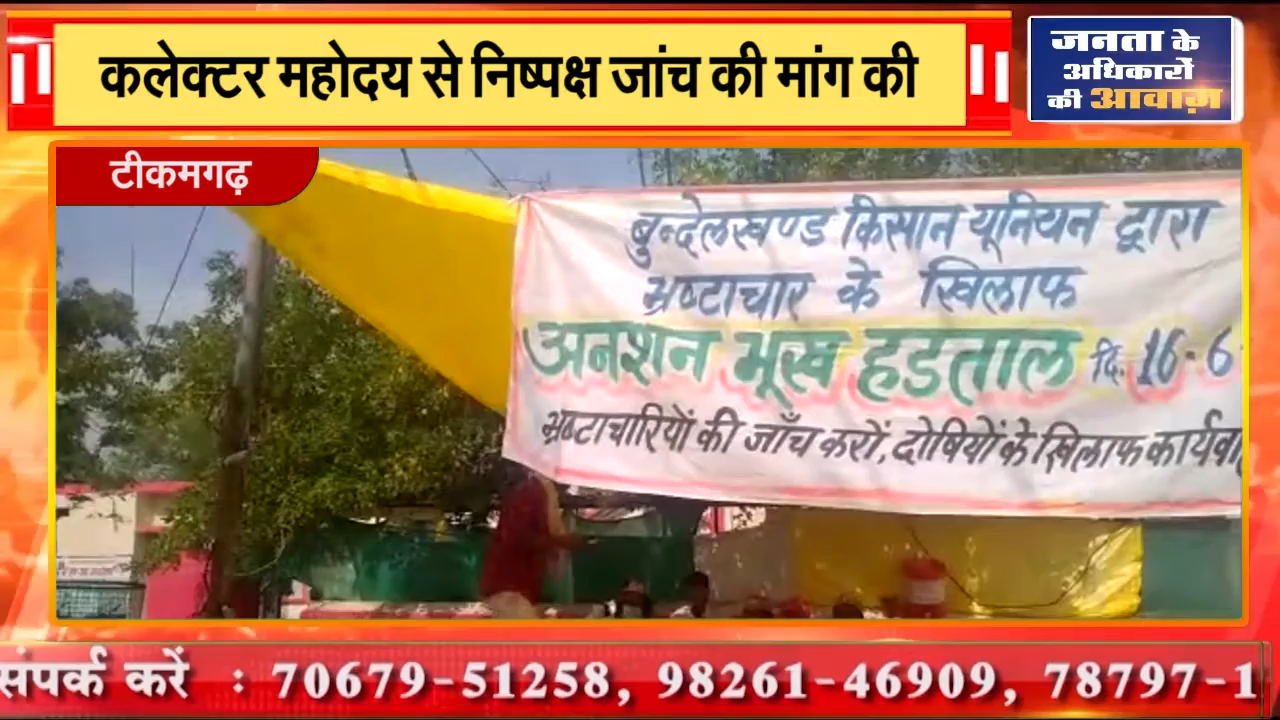 कलेक्टर महोदय से निष्पक्ष जांच की मांग की
जनता के
अधिकारों
की आवाज़
टीकमगढ़
बुन्देलखण्ड किसान यूनियन द्वारा
भ्रष्टाचार के खिलाफ
अनशन भूख हडताल दि. 16-6
भ्रष्टाचारियों की जाँच करों, दोषियों के खिलाफ कार्यवा
संपर्क करें : 70679-51258, 98261-46909, 78797-1